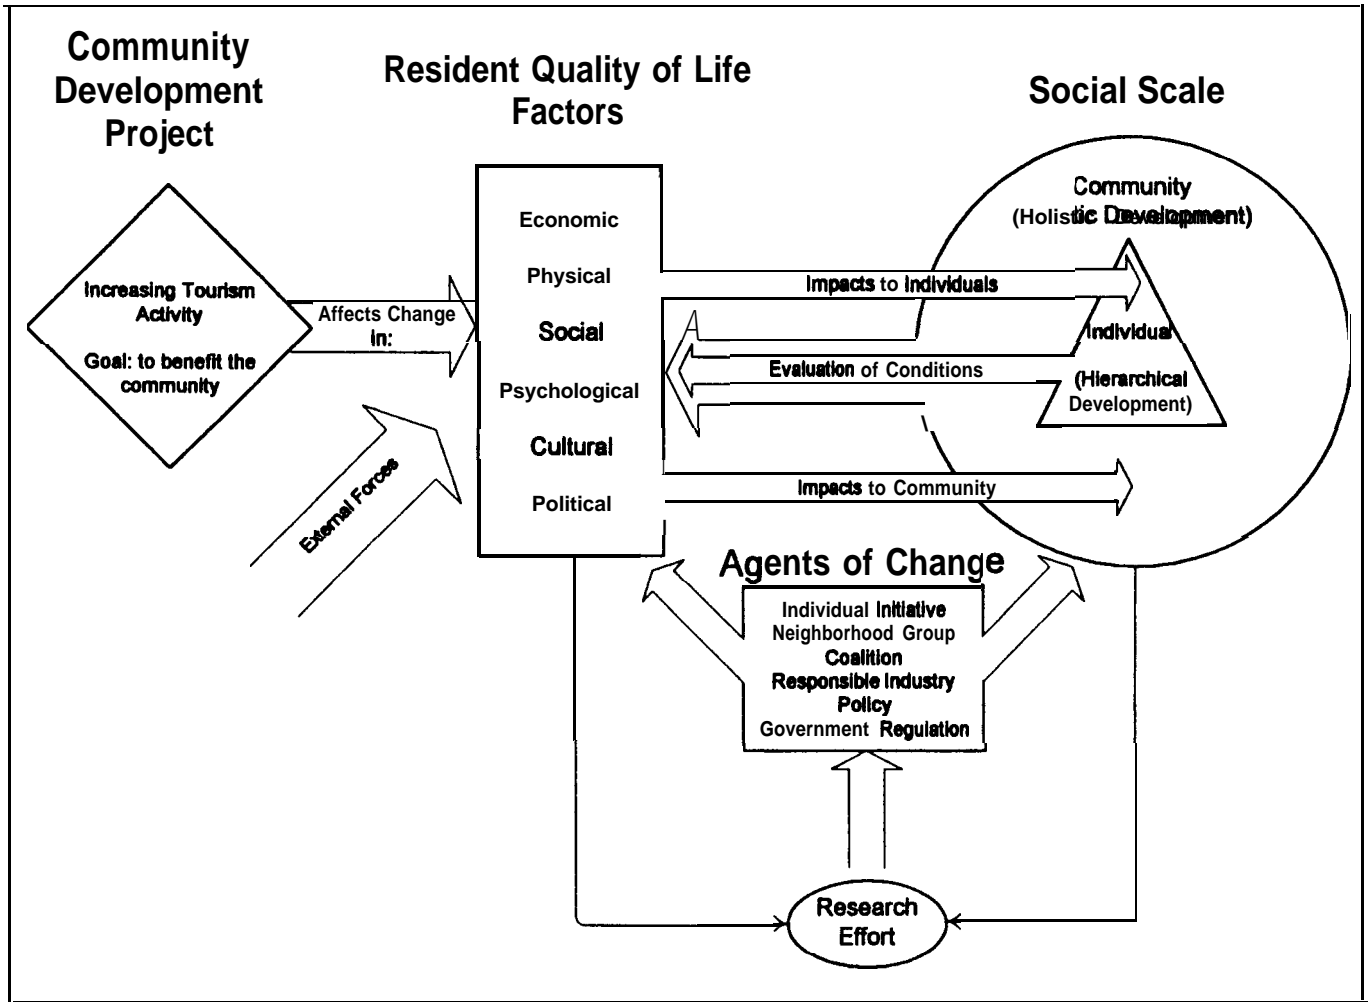 Community
Development
Project
Resident Quality of Life
Factors
Social Scale
Increasing Tourism
Activity
Goal: to benefit the
community
Affects Change
in:
External Forces
Economic
Physical
Social
Psychological
Cultural
Political
Impacts to Individuals
Evaluation of Conditions
Impacts to Community
Community
(Holistic Development)
Individual
(Hierarchical
Development)
Agents of Change
Individual Initiative
Neighborhood Group
Coalition
Responsible Industry
Policy
Government Regulation
Research
Effort